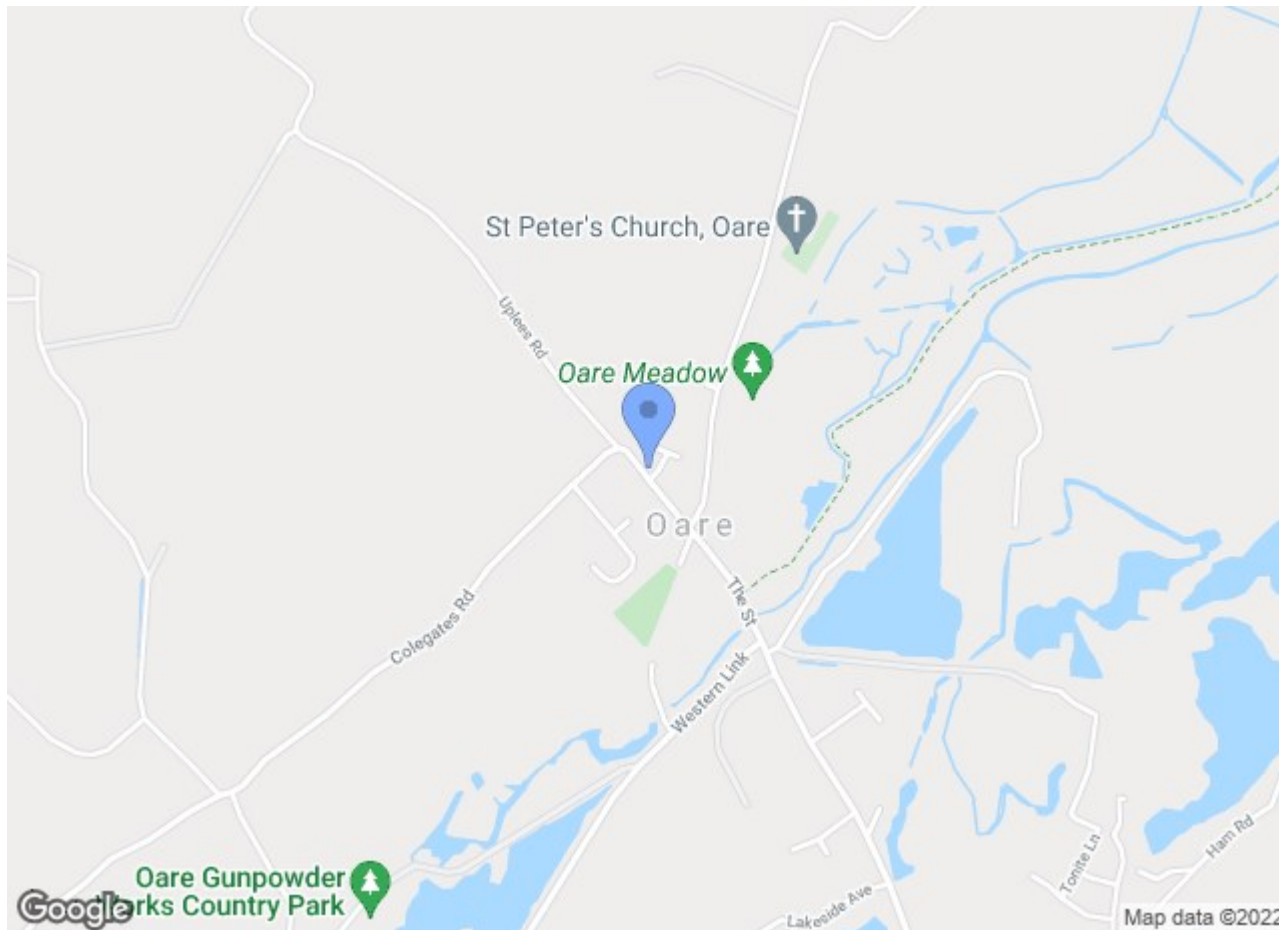 St Peter's Church, Oare
Uplees Rd
Oare Meadow
Oare
The St
Colegates Rd
Western Link
Oare Gunpowder
Works Country Park
Ham Rd
Tonite Ln
Lakeside Ave
Google
Map data ©2022